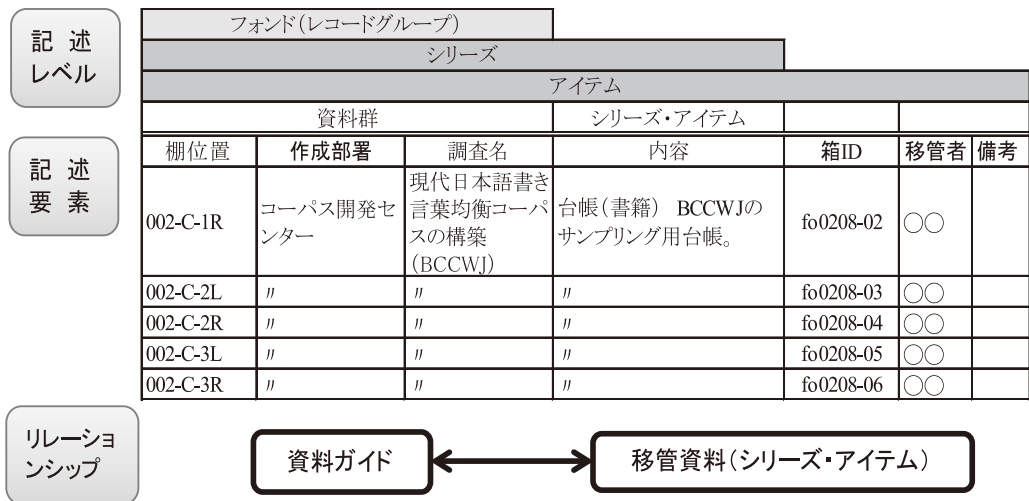 記 述
レベル
フォンド（レコードグループ）
シリーズ
アイテム
資料群 シリーズ・アイテム
記 述
要 素
棚位置 作成部署 調査名 内容 箱ID 移管者 備考
002-C-1R コーパス開発センター 現代日本語書き言葉均衡コーパスの構築（BCCWJ） 台帳（書籍） BCCWJのサンプリング用台帳。 fo0208-02 〇〇
002-C-2L 〃 〃 〃 fo0208-03 〇〇
002-C-2R 〃 〃 〃 fo0208-04 〇〇
002-C-3L 〃 〃 〃 fo0208-05 〇〇
002-C-3R 〃 〃 〃 fo0208-06 〇〇
リレーショ
ンシップ
資料ガイド 移管資料（シリーズ・アイテム）